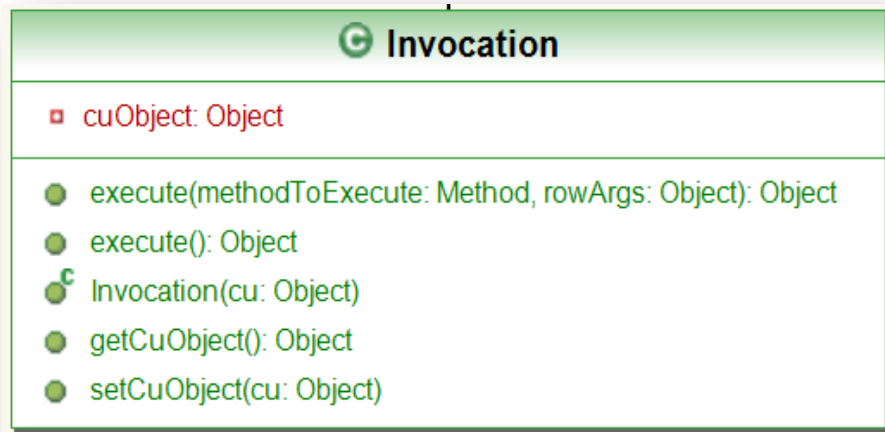 C Invocation
cuObject: Object
execute(methodToExecute: Method, rowArgs: Object): Object
execute(): Object
C Invocation(cu: Object)
getCuObject(): Object
setCuObject(cu: Object)